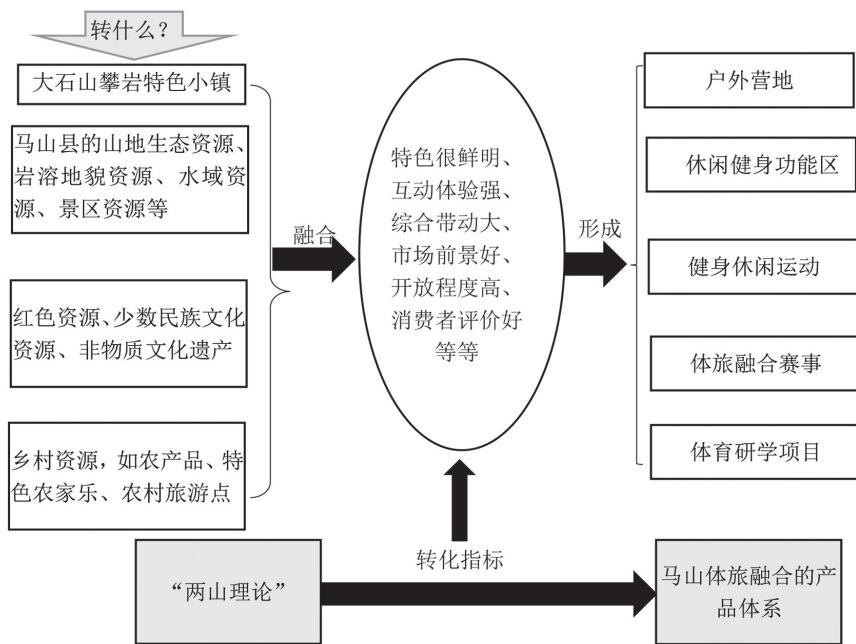 转什么？
大石山攀岩特色小镇
马山县的山地生态资源、
岩溶地貌资源、水域资
源、景区资源等
红色资源、少数民族文化
资源、非物质文化遗产
乡村资源，如农产品、特
色农家乐、农村旅游点
融合
特色很鲜明、
互动体验强、
综合带动大、
市场前景好、
开放程度高、
消费者评价好
等等
形成
户外营地
休闲健身功能区
健身休闲运动
体旅融合赛事
体育研学项目
“两山理论”
转化指标
马山体旅融合的产
品体系